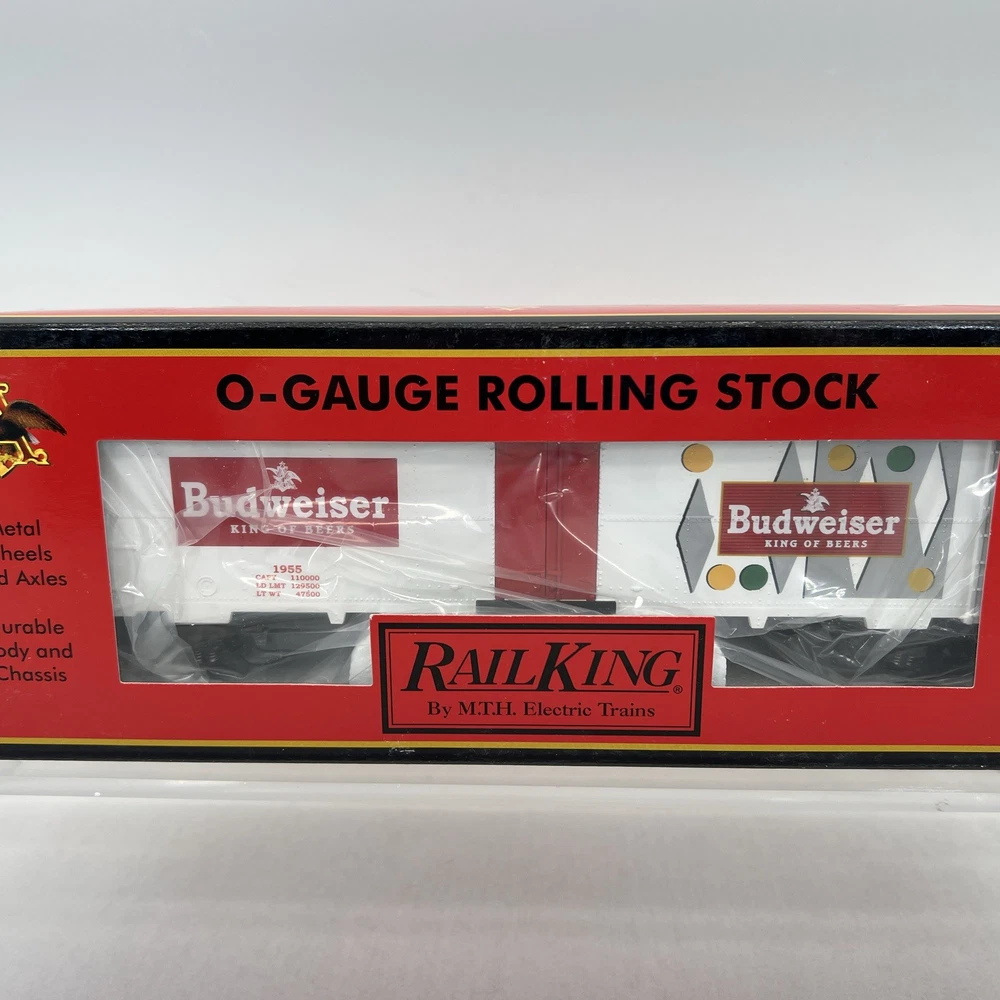 O-GAUGE ROLLING STOCK
Budweiser
KING OF BEERS
1955
CAPY 110000
LD LMT 129500
LT WT 47500
Budweiser
KING OF BEERS
etal
heels
d Axles
urable
ody and
Chassis
RAILKING®
By M.T.H. Electric Trains